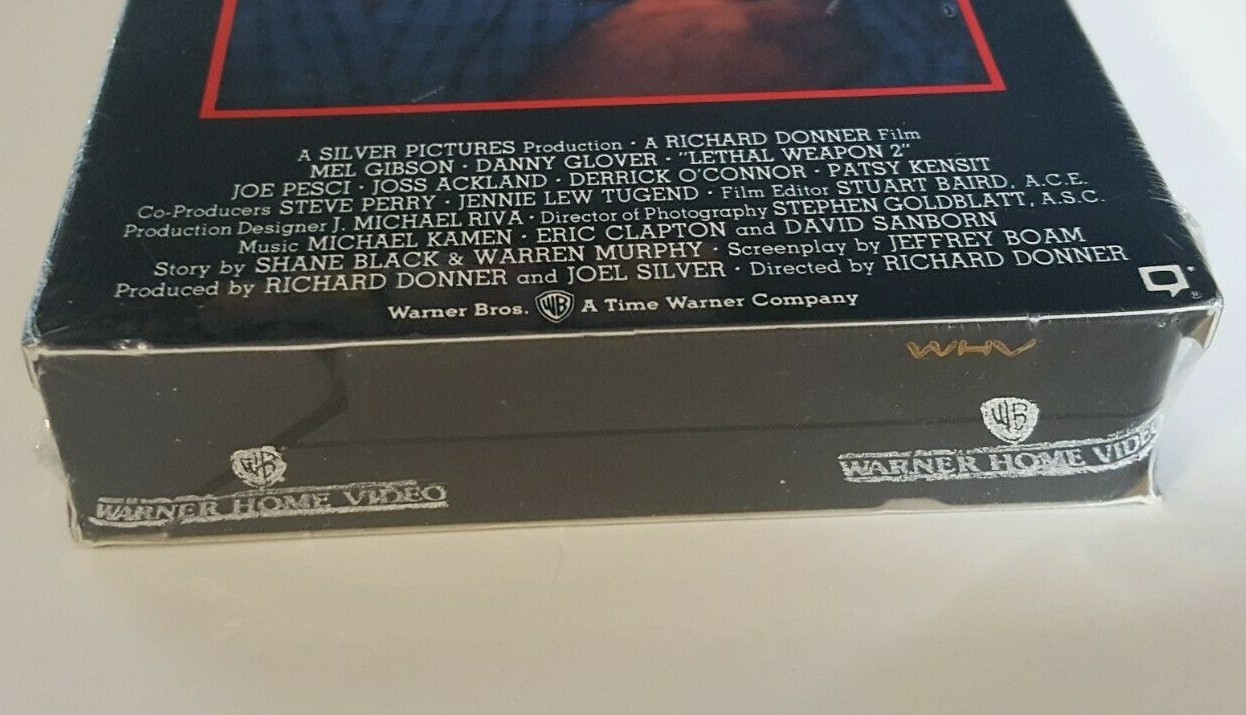 A SILVER PICTURES Production · A RICHARD DONNER Film
MEL GIBSON · DANNY GLOVER · "LETHAL WEAPON 2"
JOE PESCI · JOSS ACKLAND · DERRICK O'CONNOR · PATSY KENSIT
Co-Producers STEVE PERRY · JENNIE LEW TUGEND · Film Editor STUART BAIRD, A.C.E.
Production Designer J. MICHAEL RIVA · Director of Photography STEPHEN GOLDBLATT, A.S.C.
Music MICHAEL KAMEN · ERIC CLAPTON and DAVID SANBORN
Story by SHANE BLACK & WARREN MURPHY · Screenplay by JEFFREY BOAM
Produced by RICHARD DONNER and JOEL SILVER · Directed by RICHARD DONNER
Warner Bros. WB A Time Warner Company
®
WHV
WB
WARNER HOME VIDEO
WB
WARNER HOME VIDEO